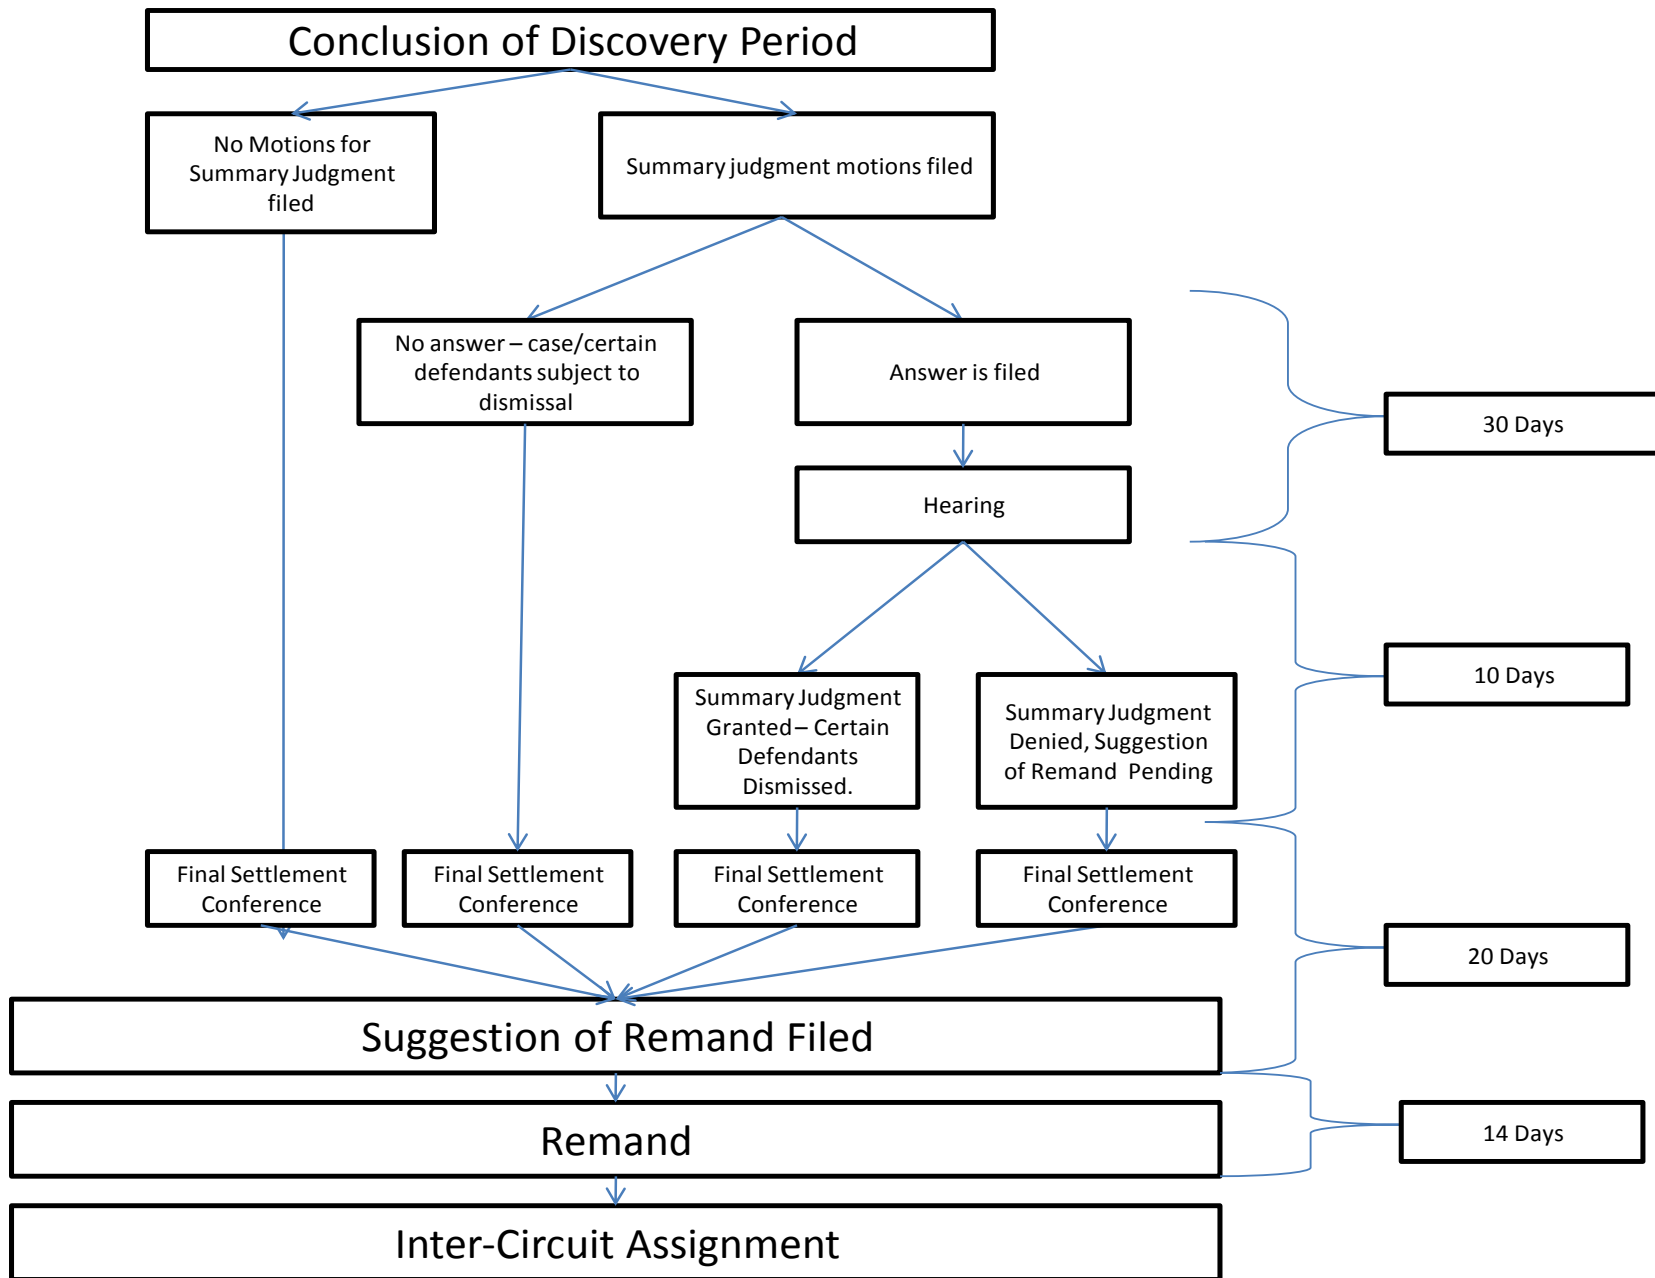 Conclusion of Discovery Period
No Motions for
Summary Judgment
filed
Summary judgment motions filed
No answer – case/certain
defendants subject to
dismissal
Answer is filed
30 Days
Hearing
Summary Judgment
Granted – Certain
Defendants
Dismissed.
Summary Judgment
Denied, Suggestion
of Remand Pending
10 Days
Final Settlement
Conference
Final Settlement
Conference
Final Settlement
Conference
Final Settlement
Conference
20 Days
Suggestion of Remand Filed
Remand
14 Days
Inter-Circuit Assignment